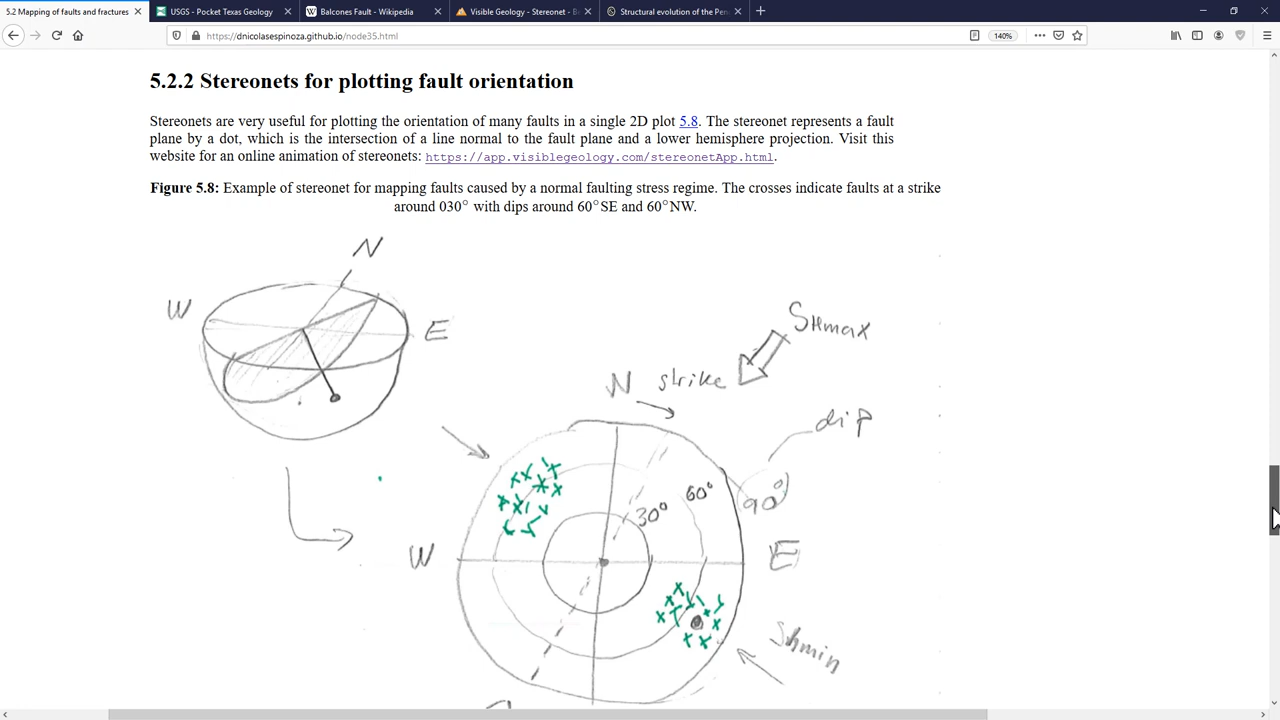 5.2 Mapping of faults and fractures
USGS - Pocket Texas Geology
Balcones Fault - Wikipedia
Visible Geology - Stereonet - B
Structural evolution of the Pen
https://dnicolasespinoza.github.io/node35.html
140%
5.2.2 Stereonets for plotting fault orientation
Stereonets are very useful for plotting the orientation of many faults in a single 2D plot 5.8. The stereonet represents a fault
plane by a dot, which is the intersection of a line normal to the fault plane and a lower hemisphere projection. Visit this
website for an online animation of stereonets: https://app.visiblegeology.com/stereonetApp.html.
Figure 5.8: Example of stereonet for mapping faults caused by a normal faulting stress regime. The crosses indicate faults at a strike
around 030° with dips around 60°SE and 60°NW.
N
W
E
SHmax
N strike
dip
30° 60° 90°
W
E
Shmin